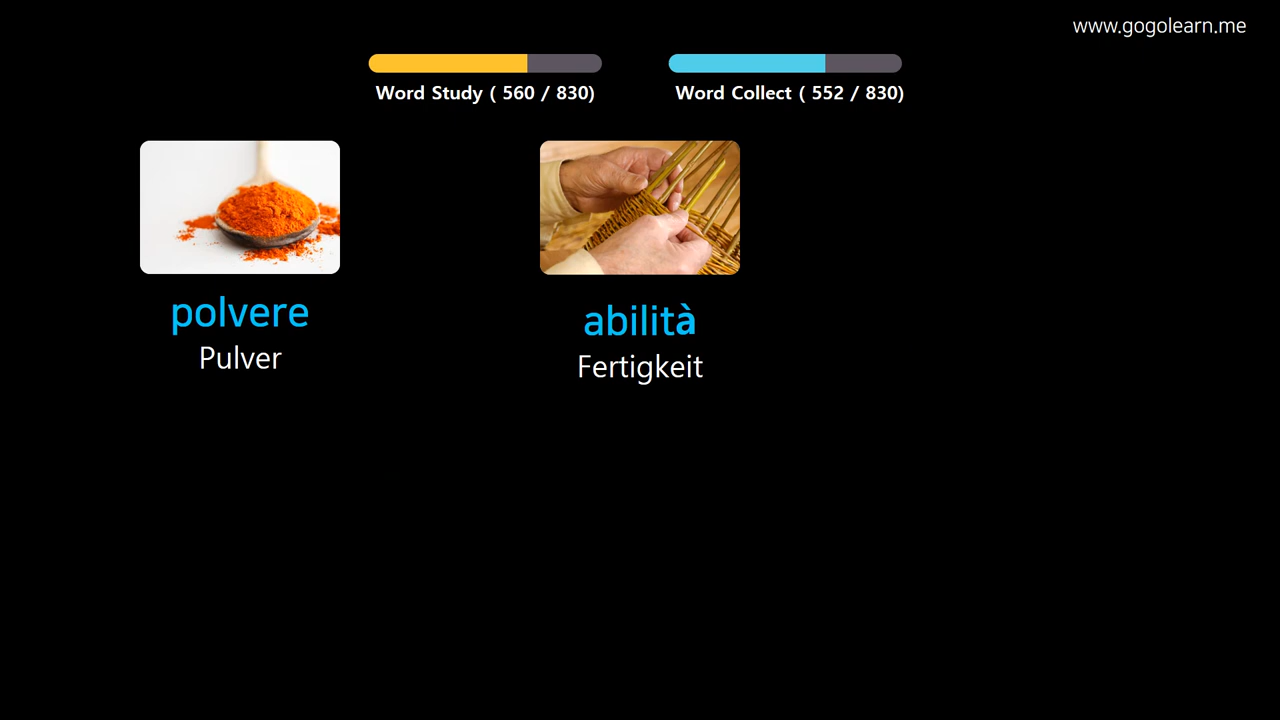 www.gogolearn.me
Word Study ( 560 / 830)
Word Collect ( 552 / 830)
polvere
Pulver
abilità
Fertigkeit